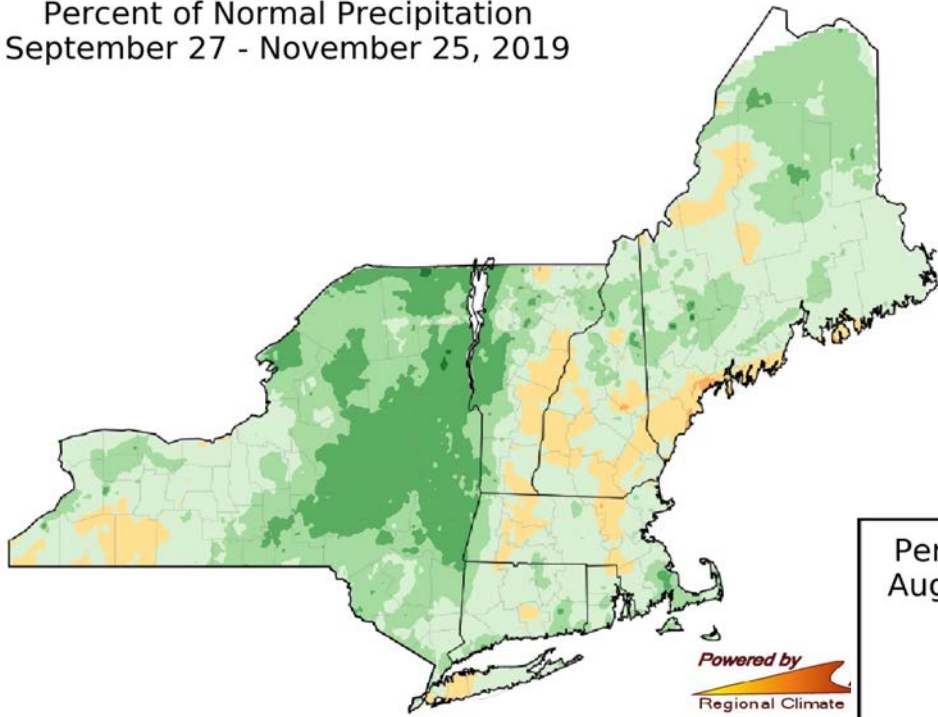 Percent of Normal Precipitation
September 27 - November 25, 2019
Per
Aug
Powered by
Regional Climate